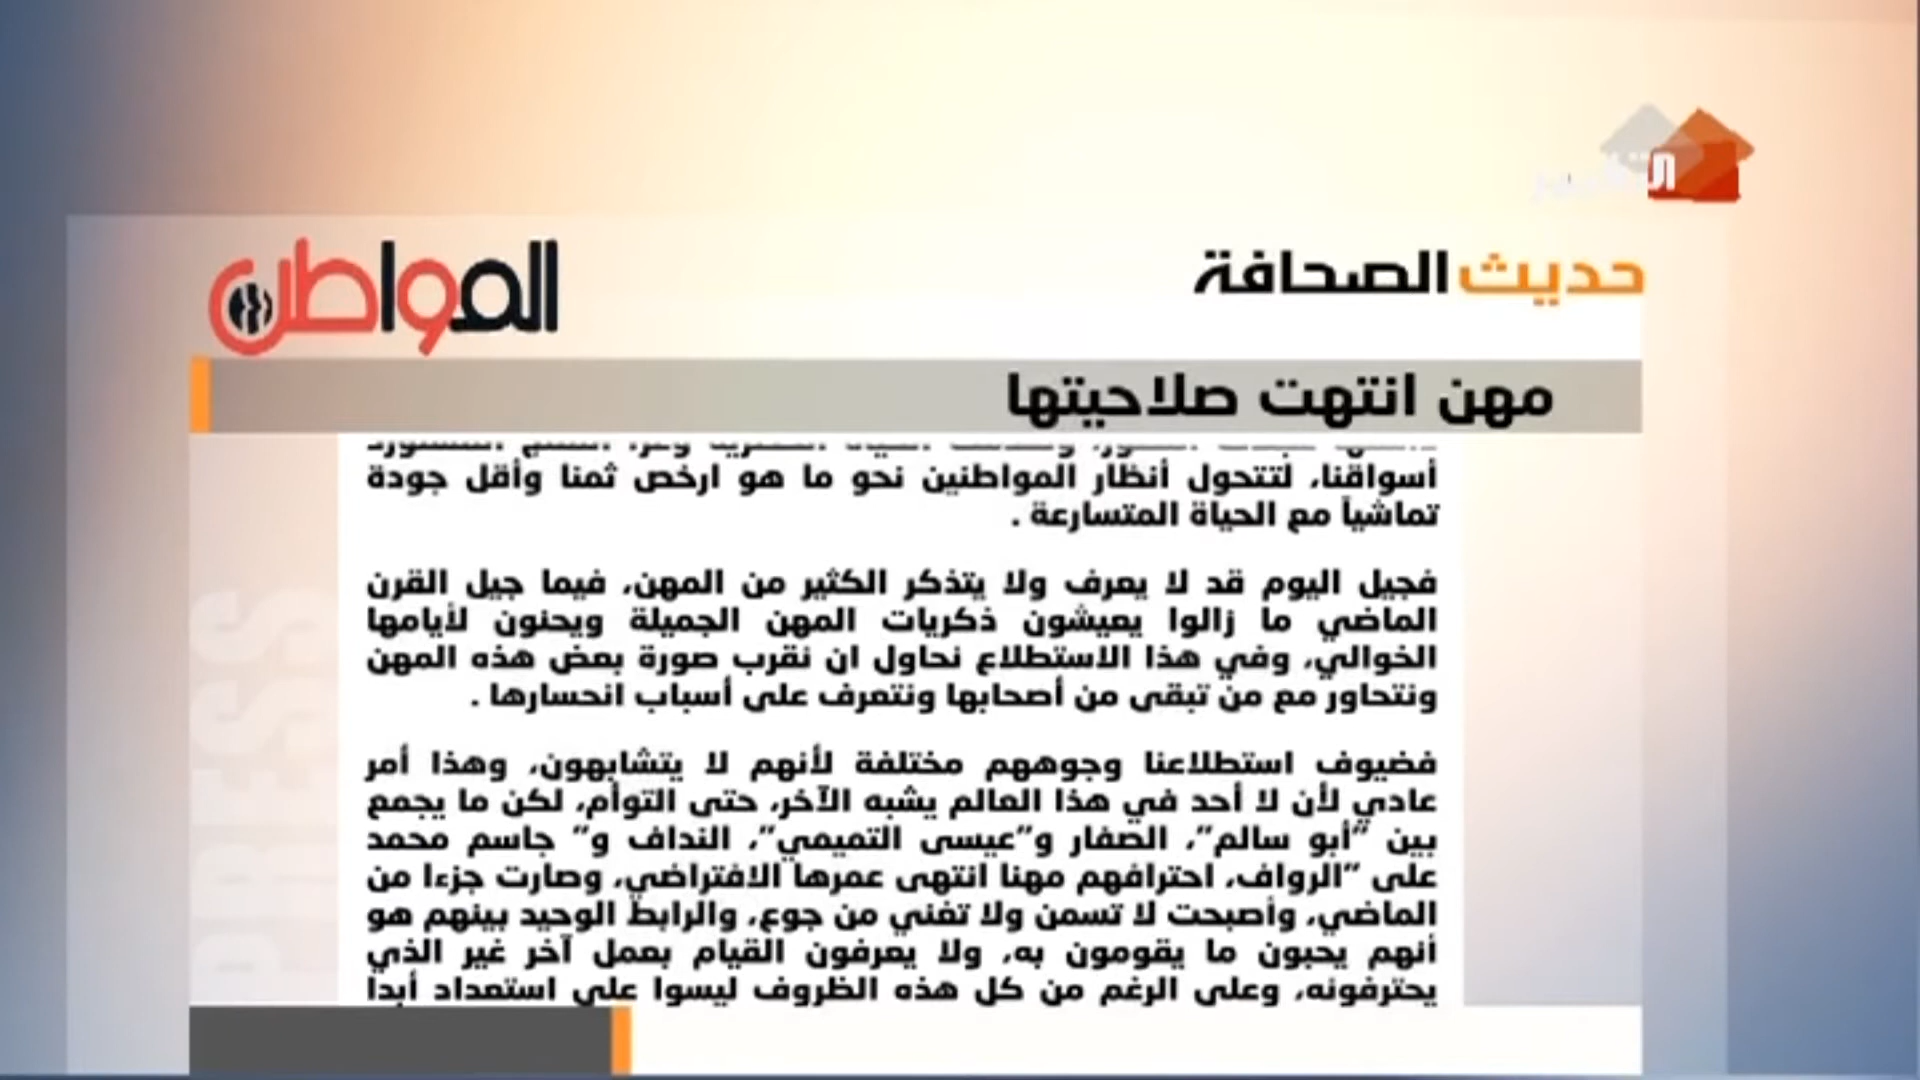 حديث الصحافة
المواطن
مهن انتهت صلاحيتها
أسواقنا، لتتحول أنظار المواطنين نحو ما هو ارخص ثمنا وأقل جودة
تماشياً مع الحياة المتسارعة .
فجيل اليوم قد لا يعرف ولا يتذكر الكثير من المهن، فيما جيل القرن
الماضي ما زالوا يعيشون ذكريات المهن الجميلة ويحنون لأيامها
الخوالي، وفي هذا الاستطلاع نحاول ان نقرب صورة بعض هذه المهن
ونتحاور مع من تبقى من أصحابها ونتعرف على أسباب انحسارها .
فضيوف استطلاعنا وجوههم مختلفة لأنهم لا يتشابهون، وهذا أمر
عادي لأن لا أحد في هذا العالم يشبه الآخر، حتى التوأم، لكن ما يجمع
بين "أبو سالم"، الصفار و"عيسى التميمي"، النداف و" جاسم محمد
على "الرواف، احترافهم مهنا انتهى عمرها الافتراضي، وصارت جزءا من
الماضي، وأصبحت لا تسمن ولا تغني من جوع، والرابط الوحيد بينهم هو
أنهم يحبون ما يقومون به، ولا يعرفون القيام بعمل آخر غير الذي
يحترفونه، وعلى الرغم من كل هذه الظروف ليسوا على استعداد أبدا
PRESS